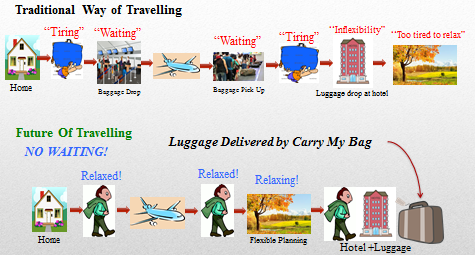 Traditional Way of Travelling
“Tiring”
“Waiting”
“Waiting”
“Tiring”
“Inflexibility”
“Too tired to relax”
Home
Baggage Drop
Baggage Pick Up
Luggage drop at hotel
Future Of Travelling
NO WAITING!
Luggage Delivered by Carry My Bag
Relaxed!
Relaxed!
Relaxing!
Home
Flexible Planning
Hotel +Luggage